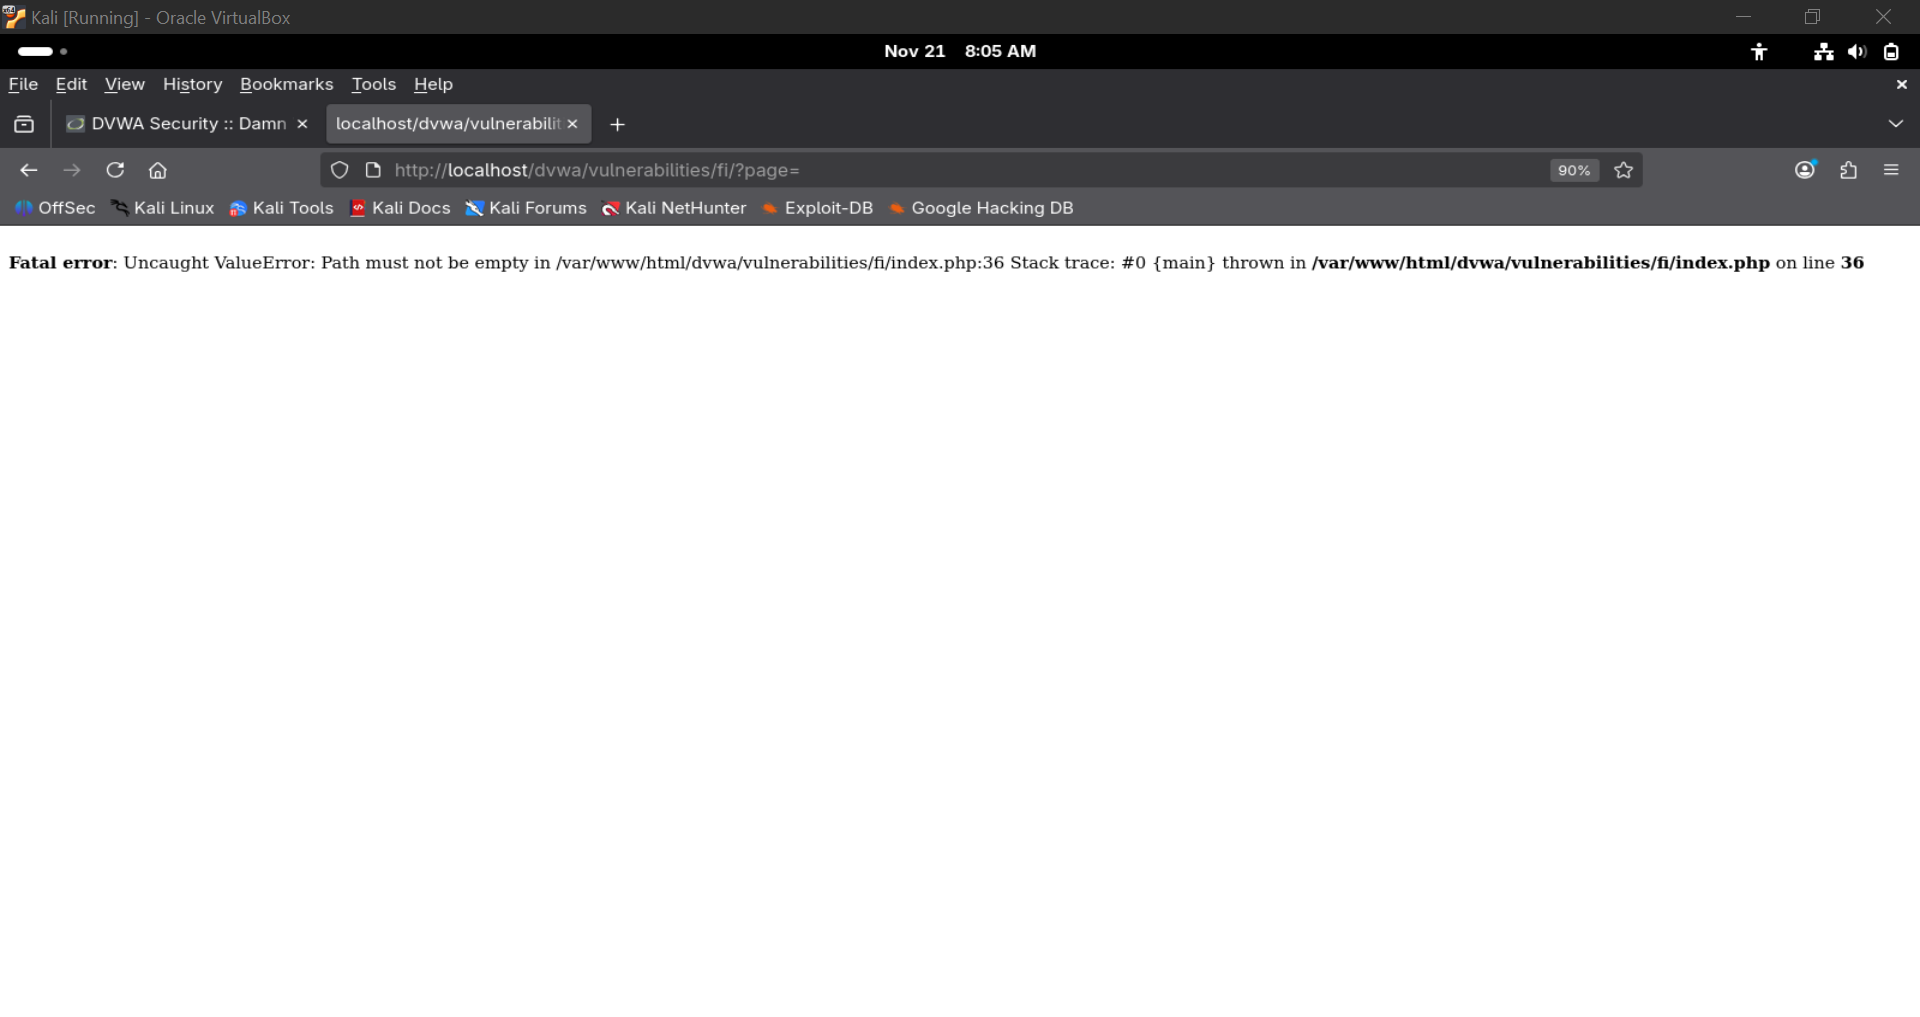 Kali [Running] - Oracle VirtualBox
Nov 21 8:05 AM
File Edit View History Bookmarks Tools Help
DVWA Security :: Damn localhost/dvwa/vulnerabilit
http://localhost/dvwa/vulnerabilities/fi/?page= 90%
OffSec Kali Linux Kali Tools Kali Docs Kali Forums Kali NetHunter Exploit-DB Google Hacking DB
Fatal error: Uncaught ValueError: Path must not be empty in /var/www/html/dvwa/vulnerabilities/fi/index.php:36 Stack trace: #0 {main} thrown in /var/www/html/dvwa/vulnerabilities/fi/index.php on line 36